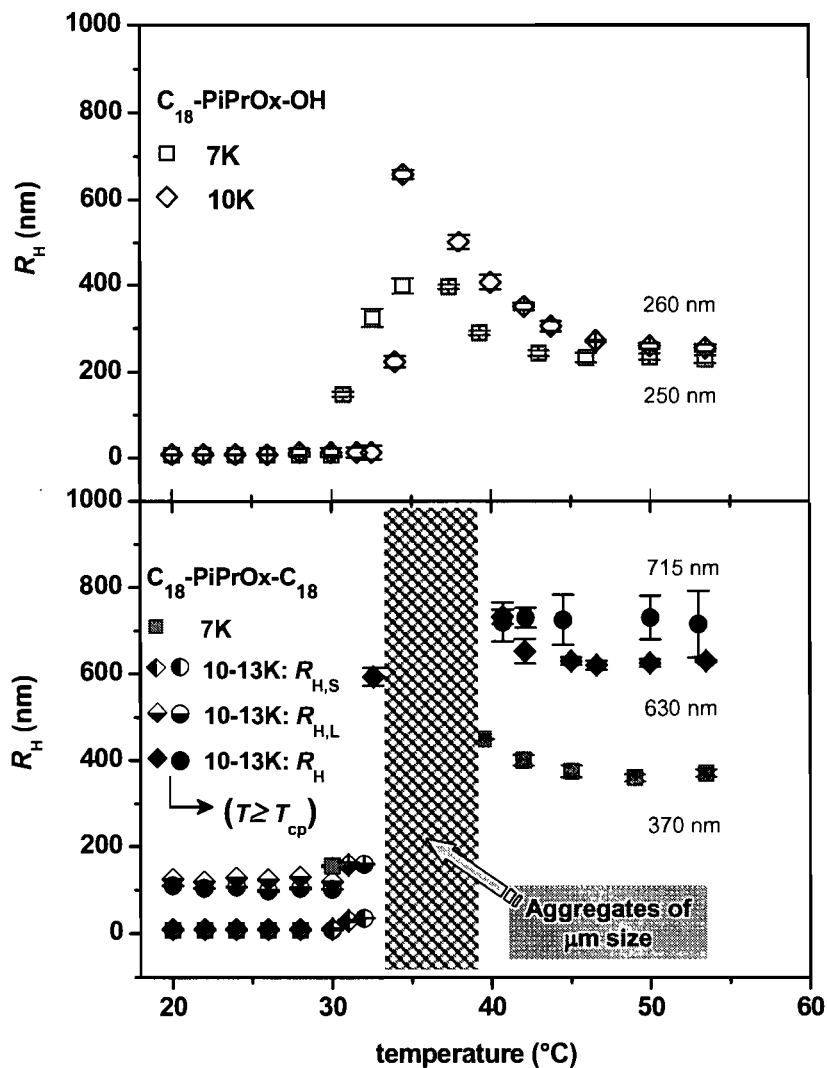 1000
800
600
400
200
0
R_H (nm)
C₁₈-PiPrOx-OH
7K
10K
260 nm
250 nm
1000
800
600
400
200
0
R_H (nm)
C₁₈-PiPrOx-C₁₈
7K
10-13K: R_H,S
10-13K: R_H,L
10-13K: R_H
(T ≥ T_cp)
715 nm
630 nm
370 nm
Aggregates of
μm size
20 30 40 50 60
temperature (°C)